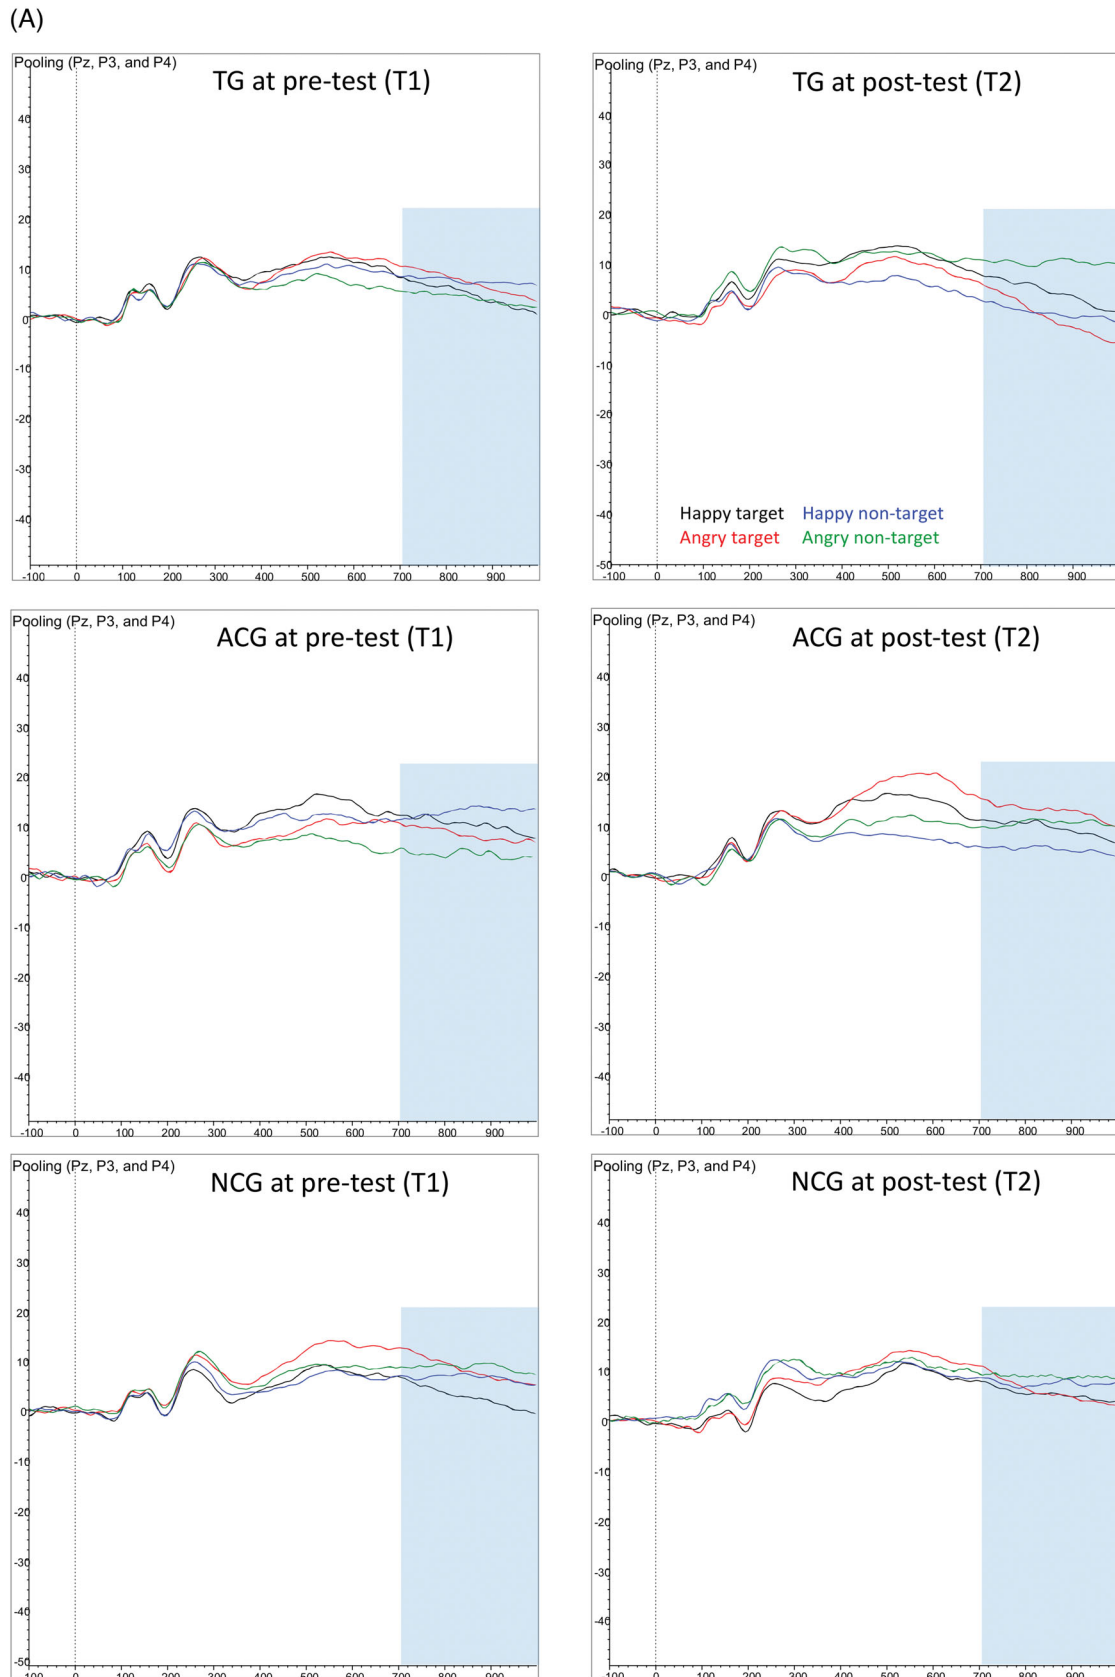 (A)
Pooling (Pz, P3, and P4)
TG at pre-test (T1)
40
30
20
10
0
-10
-20
-30
-40
-100 0 100 200 300 400 500 600 700 800 900
Pooling (Pz, P3, and P4)
TG at post-test (T2)
40
30
20
10
0
-10
-20
-30
-40
-50
Happy target Happy non-target
Angry target Angry non-target
-100 0 100 200 300 400 500 600 700 800 900
Pooling (Pz, P3, and P4)
ACG at pre-test (T1)
40
30
20
10
0
-10
-20
-30
-40
-100 0 100 200 300 400 500 600 700 800 900
Pooling (Pz, P3, and P4)
ACG at post-test (T2)
40
30
20
10
0
-10
-20
-30
-40
-100 0 100 200 300 400 500 600 700 800 900
Pooling (Pz, P3, and P4)
NCG at pre-test (T1)
40
30
20
10
0
-10
-20
-30
-40
-50
-100 0 100 200 300 400 500 600 700 800 900
Pooling (Pz, P3, and P4)
NCG at post-test (T2)
40
30
20
10
0
-10
-20
-30
-40
-100 0 100 200 300 400 500 600 700 800 900